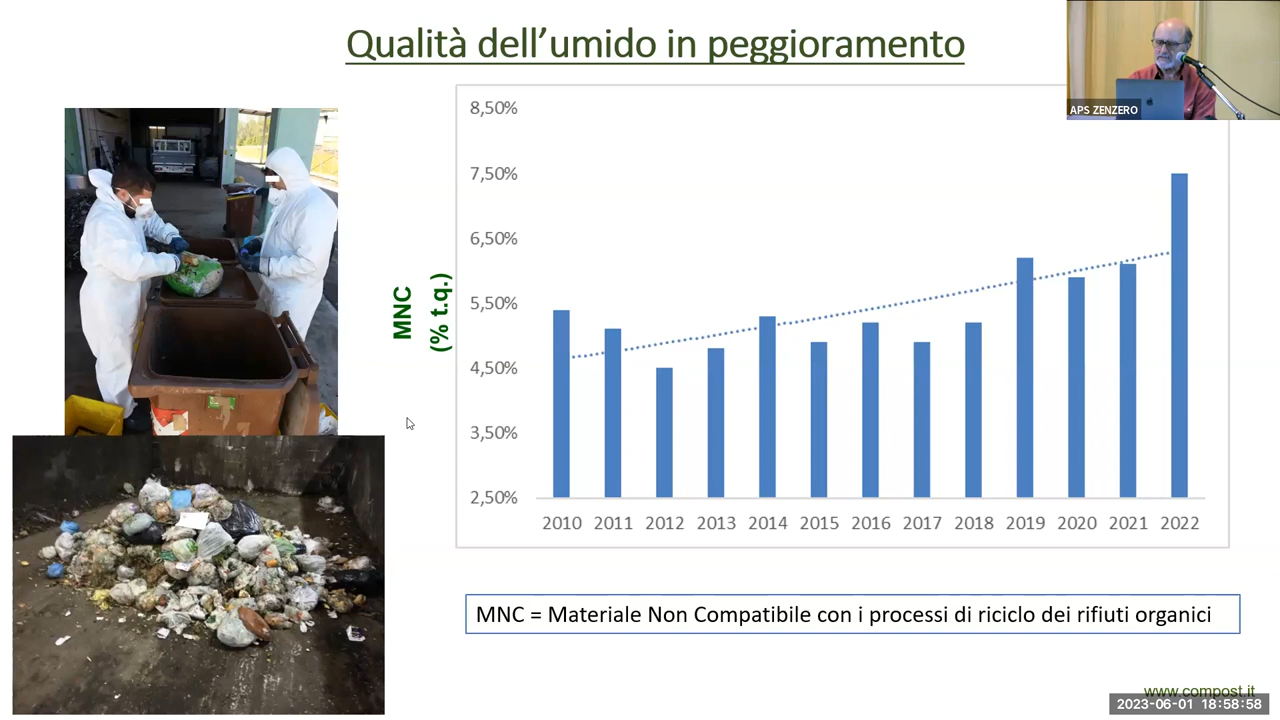 Qualità dell'umido in peggioramento
APS ZENZERO
8,50%
7,50%
6,50%
5,50%
4,50%
3,50%
2,50%
MNC
(% t.q.)
2010 2011 2012 2013 2014 2015 2016 2017 2018 2019 2020 2021 2022
MNC = Materiale Non Compatibile con i processi di riciclo dei rifiuti organici
www.compost.it
2023-06-01 18:58:58